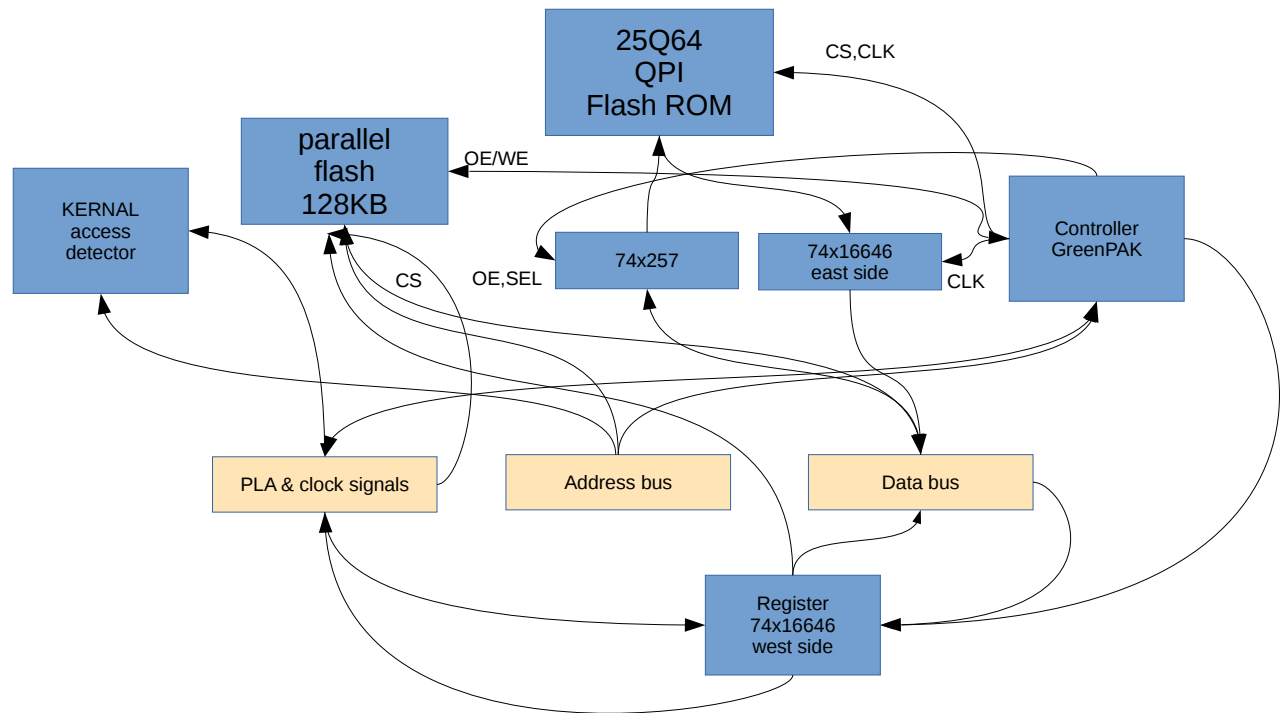 25Q64
QPI
Flash ROM
CS,CLK
parallel
flash
128KB
OE/WE
KERNAL
access
detector
Controller
GreenPAK
74x257
74x16646
east side
OE,SEL
CS
CLK
PLA & clock signals
Address bus
Data bus
Register
74x16646
west side